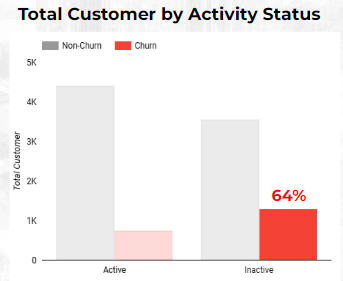 Total Customer by Activity Status
Non-Churn Churn
5K
4K
3K
2K
1K
0
Total Customer
64%
Active Inactive